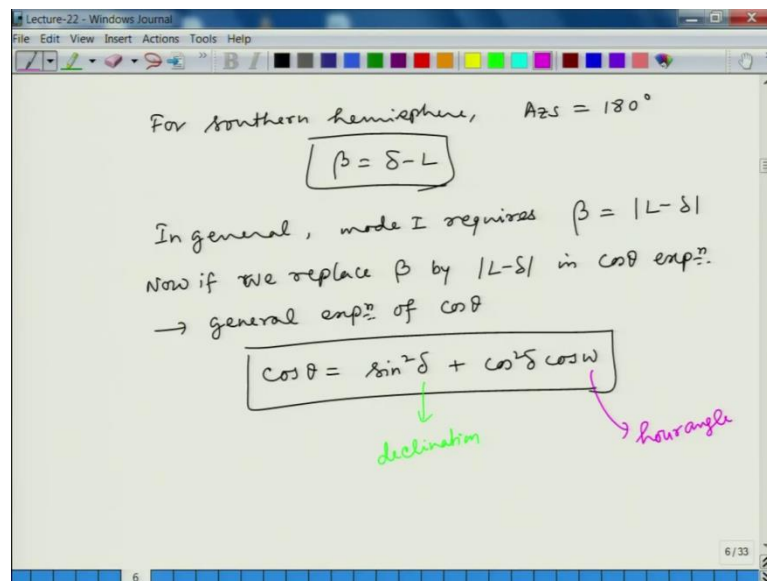 Lecture-22 - Windows Journal
File Edit View Insert Actions Tools Help
B I
For southern hemisphere, Azs = 180°
β = δ-L
In general, mode I requires β = |L-δ|
Now if we replace β by |L-δ| in cosθ expⁿ.
→ general expⁿ of cosθ
cosθ = sin²δ + cos²δ cosω
declination
hour angle
6/33
6